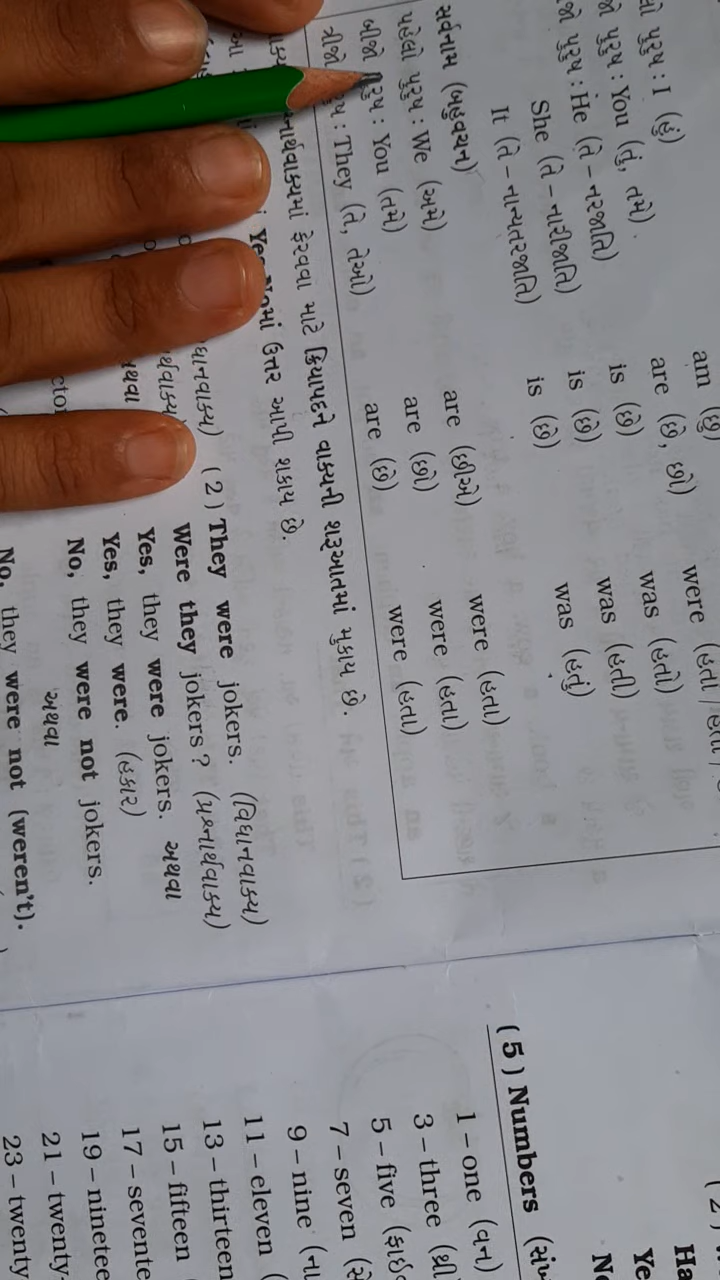 પુરુષ : I (હું) am (છું)
પુરુષ : You (તું, તમે). are (છે, છો) were (હતા /
પુરુષ : He (તે – નરજાતિ) is (છે) was (હતો)
She (તે – નારીજાતિ) is (છે) was (હતી)
It (તે – નાન્યતરજાતિ) is (છે) was (હતું)
સર્વનામ (બહુવચન)
પહેલો પુરુષ : We (અમે) are (છીએ) were (હતા)
બીજો પુરુષ : You (તમે) are (છો) were (હતા)
ત્રીજો : They (તે, તેઓ) are (છે) were (હતા)
ફેરવવા માટે ક્રિયાપદને વાક્યની શરૂઆતમાં મુકાય છે.
ઉત્તર આપી શકાય છે.
(2) They were jokers. (વિધાનવાક્ય)
Were they jokers? (પ્રશ્નાર્થવાક્ય)
Yes, they were jokers. અથવા
Yes, they were. (હકાર)
No, they were not jokers.
અથવા
No, they were not (weren't).
(5) Numbers
1 – one (વન)
3 – three (થ્રી
5 – five
7 – seven
9 – nine
11 – eleven (
13 – thirteen
15 – fifteen
17 –
19 –
21 – twenty-
23 – twenty